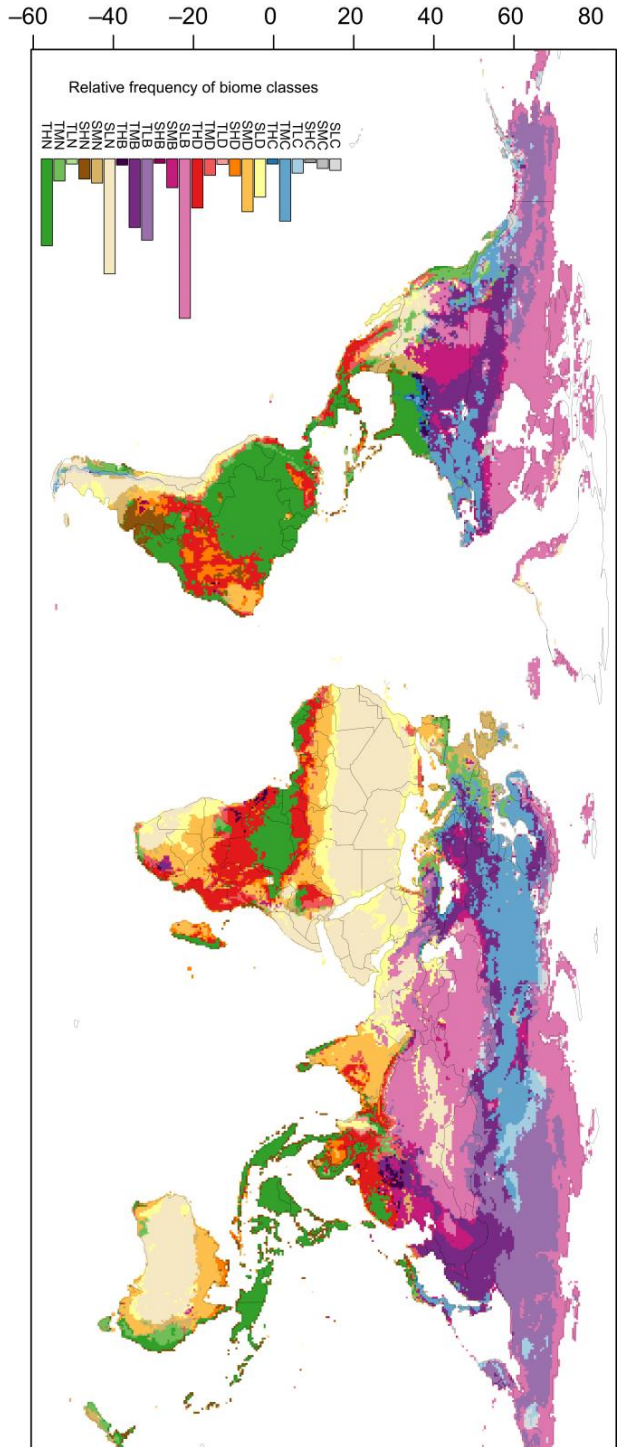 −60 −40 −20 0 20 40 60 80
Relative frequency of biome classes
THN
TMN
TLN
SHN
SMN
SLN
THB
TMB
TLB
SHB
SMB
SLB
THD
TMD
TLD
SHD
SMD
SLD
THC
TMC
TLC
SHC
SMC
SLC